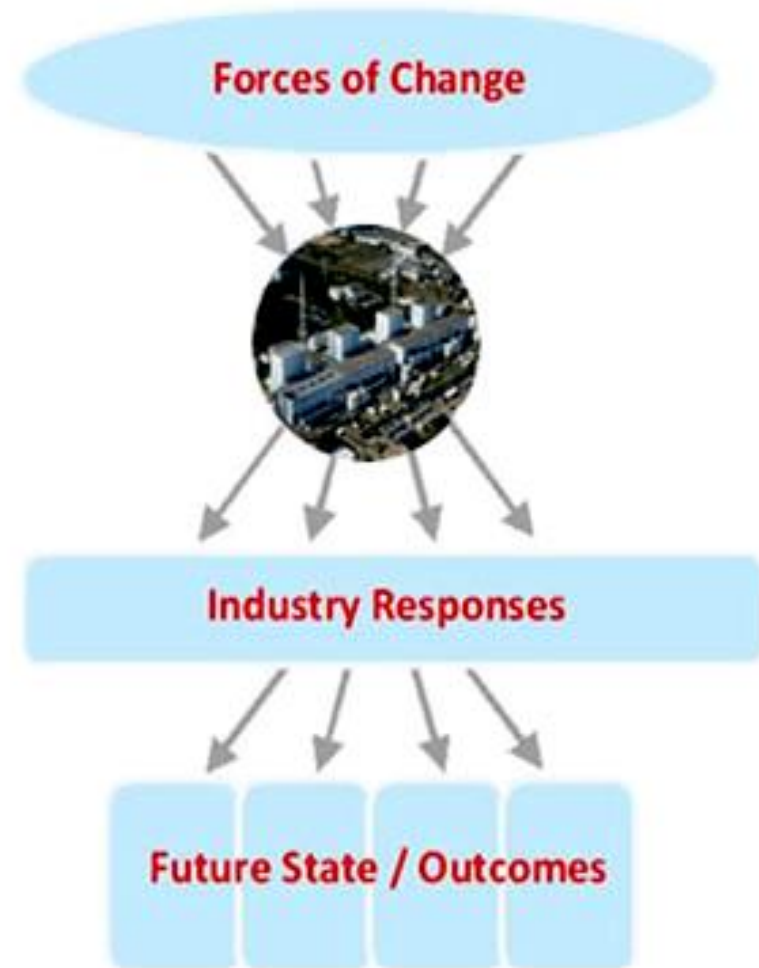 Forces of Change
Industry Responses
Future State / Outcomes